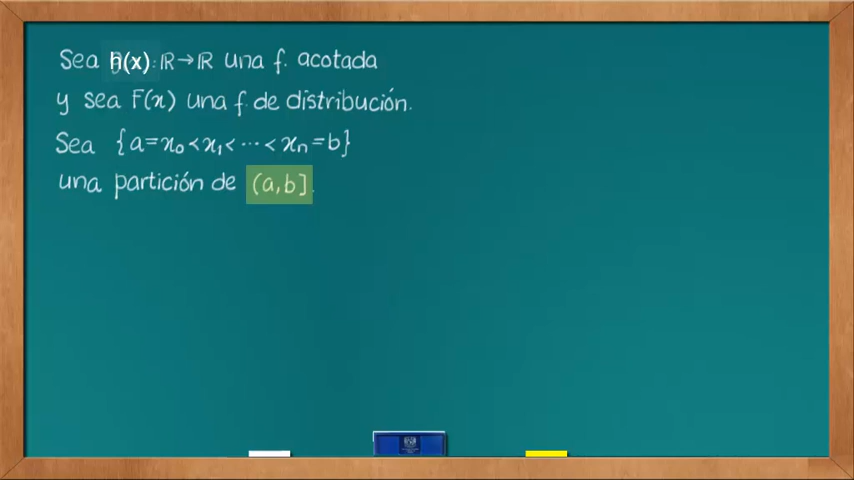 Sea h(x): ℝ → ℝ una f. acotada
y sea F(x) una f. de distribución.
Sea {a = x₀ < x₁ < ⋯ < xₙ = b}
una partición de (a, b].